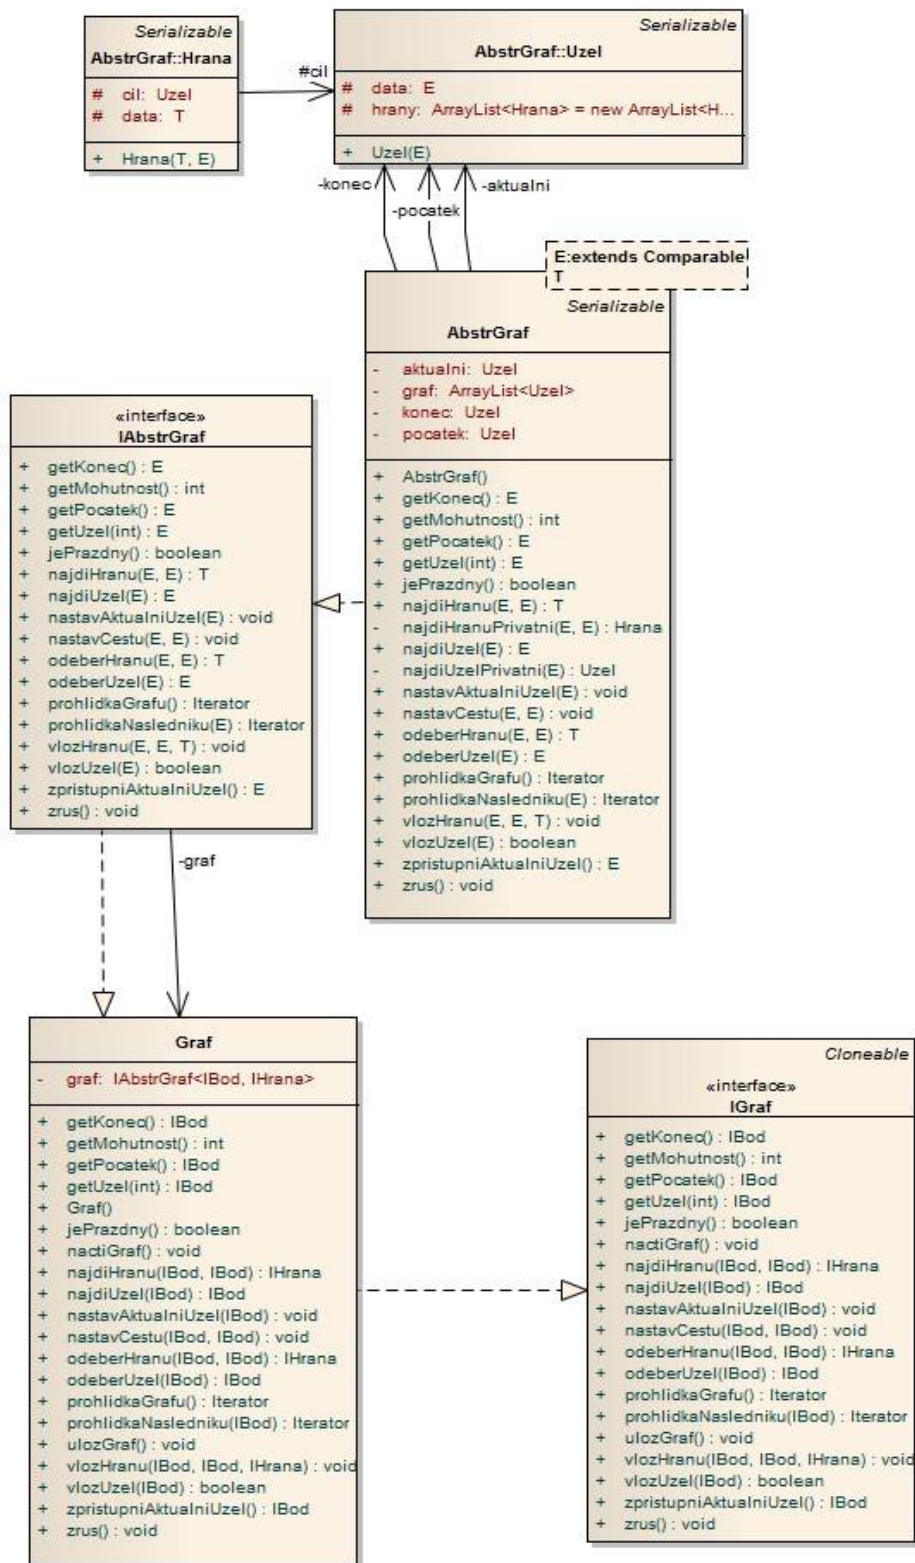 Serializable
AbstrGraf::Hrana
# cil: Uzel
# data: T
+ Hrana(T, E)
#cil
Serializable
AbstrGraf::Uzel
# data: E
# hrany: ArrayList<Hrana> = new ArrayList<H...
+ Uzel(E)
-konec
-pocatek
-aktualni
E:extends Comparable
T
Serializable
AbstrGraf
- aktualni: Uzel
- graf: ArrayList<Uzel>
- konec: Uzel
- pocatek: Uzel
+ AbstrGraf()
+ getKonec() : E
+ getMohutnost() : int
+ getPocatek() : E
+ getUzel(int) : E
+ jePrazdny() : boolean
+ najdiHranu(E, E) : T
- najdiHranuPrivatni(E, E) : Hrana
+ najdiUzel(E) : E
- najdiUzelPrivatni(E) : Uzel
+ nastavAktualniUzel(E) : void
+ nastavCestu(E, E) : void
+ odeberHranu(E, E) : T
+ odeberUzel(E) : E
+ prohlidkaGrafu() : Iterator
+ prohlidkaNasledniku(E) : Iterator
+ vlozHranu(E, E, T) : void
+ vlozUzel(E) : boolean
+ zpristupniAktualniUzel() : E
+ zrus() : void
«interface»
IAbstrGraf
+ getKonec() : E
+ getMohutnost() : int
+ getPocatek() : E
+ getUzel(int) : E
+ jePrazdny() : boolean
+ najdiHranu(E, E) : T
+ najdiUzel(E) : E
+ nastavAktualniUzel(E) : void
+ nastavCestu(E, E) : void
+ odeberHranu(E, E) : T
+ odeberUzel(E) : E
+ prohlidkaGrafu() : Iterator
+ prohlidkaNasledniku(E) : Iterator
+ vlozHranu(E, E, T) : void
+ vlozUzel(E) : boolean
+ zpristupniAktualniUzel() : E
+ zrus() : void
-graf
Graf
- graf: IAbstrGraf<IBod, IHrana>
+ getKonec() : IBod
+ getMohutnost() : int
+ getPocatek() : IBod
+ getUzel(int) : IBod
+ Graf()
+ jePrazdny() : boolean
+ nactiGraf() : void
+ najdiHranu(IBod, IBod) : IHrana
+ najdiUzel(IBod) : IBod
+ nastavAktualniUzel(IBod) : void
+ nastavCestu(IBod, IBod) : void
+ odeberHranu(IBod, IBod) : IHrana
+ odeberUzel(IBod) : IBod
+ prohlidkaGrafu() : Iterator
+ prohlidkaNasledniku(IBod) : Iterator
+ ulozGraf() : void
+ vlozHranu(IBod, IBod, IHrana) : void
+ vlozUzel(IBod) : boolean
+ zpristupniAktualniUzel() : IBod
+ zrus() : void
Cloneable
«interface»
IGraf
+ getKonec() : IBod
+ getMohutnost() : int
+ getPocatek() : IBod
+ getUzel(int) : IBod
+ jePrazdny() : boolean
+ nactiGraf() : void
+ najdiHranu(IBod, IBod) : IHrana
+ najdiUzel(IBod) : IBod
+ nastavAktualniUzel(IBod) : void
+ nastavCestu(IBod, IBod) : void
+ odeberHranu(IBod, IBod) : IHrana
+ odeberUzel(IBod) : IBod
+ prohlidkaGrafu() : Iterator
+ prohlidkaNasledniku(IBod) : Iterator
+ ulozGraf() : void
+ vlozHranu(IBod, IBod, IHrana) : void
+ vlozUzel(IBod) : boolean
+ zpristupniAktualniUzel() : IBod
+ zrus() : void